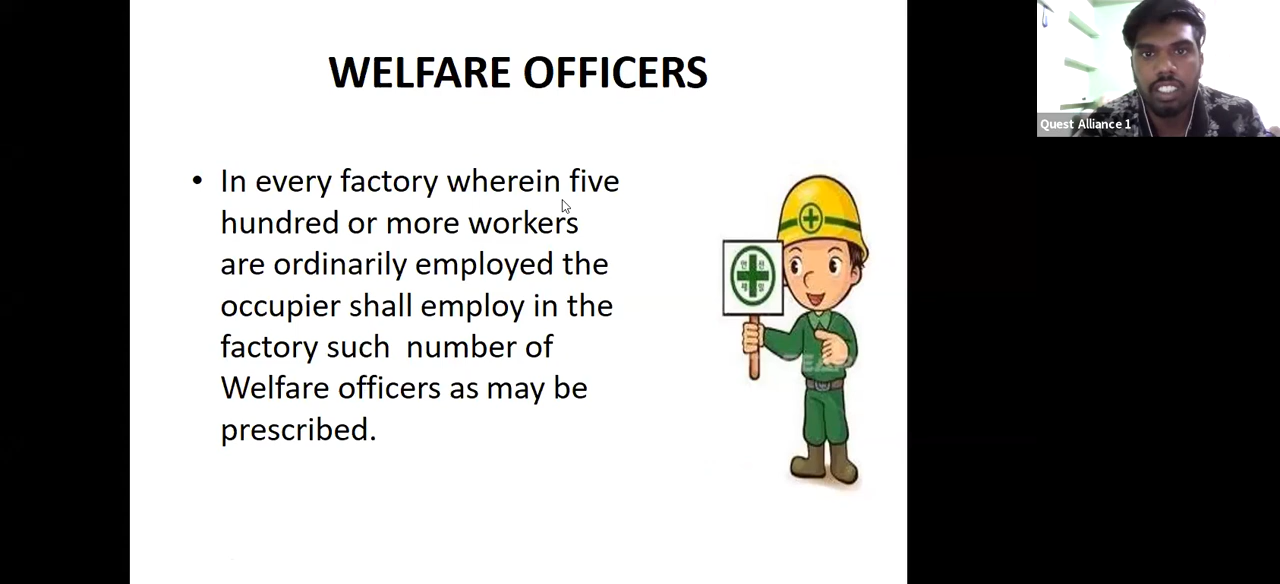 WELFARE OFFICERS
Quest Alliance 1
• In every factory wherein five
hundred or more workers
are ordinarily employed the
occupier shall employ in the
factory such  number of
Welfare officers as may be
prescribed.